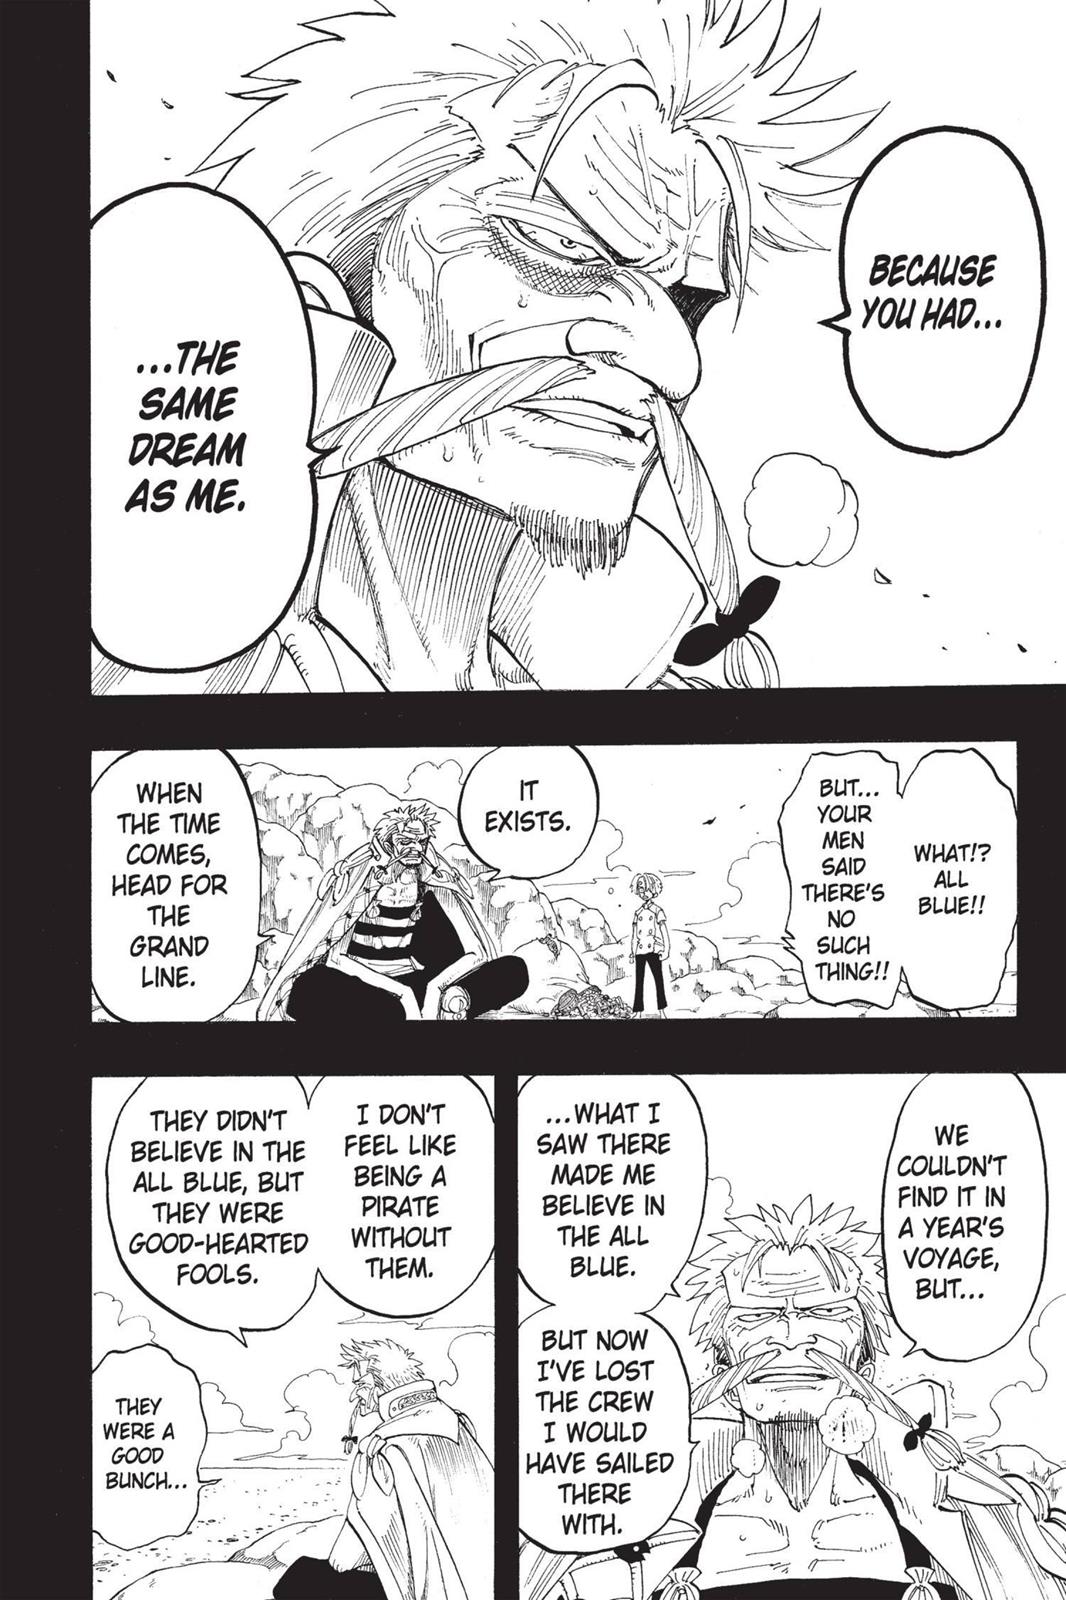 BECAUSE
YOU HAD...
...THE
SAME
DREAM
AS ME.
WHAT!?
ALL
BLUE!!
BUT...
YOUR
MEN
SAID
THERE'S
NO
SUCH
THING!!
IT
EXISTS.
WHEN
THE TIME
COMES,
HEAD FOR
THE
GRAND
LINE.
WE
COULDN'T
FIND IT IN
A YEAR'S
VOYAGE,
BUT...
...WHAT I
SAW THERE
MADE ME
BELIEVE IN
THE ALL
BLUE.
BUT NOW
I'VE LOST
THE CREW
I WOULD
HAVE SAILED
THERE
WITH.
I DON'T
FEEL LIKE
BEING A
PIRATE
WITHOUT
THEM.
THEY DIDN'T
BELIEVE IN THE
ALL BLUE, BUT
THEY WERE
GOOD-HEARTED
FOOLS.
THEY
WERE A
GOOD
BUNCH...